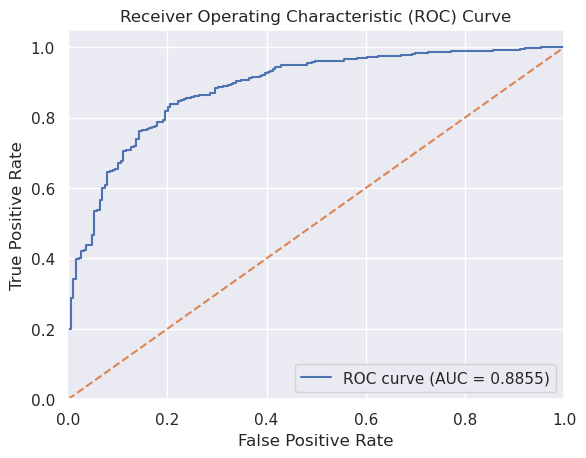 Receiver Operating Characteristic (ROC) Curve
1.0
0.8
0.6
0.4
0.2
0.0
True Positive Rate
ROC curve (AUC = 0.8855)
0.0 0.2 0.4 0.6 0.8 1.0
False Positive Rate